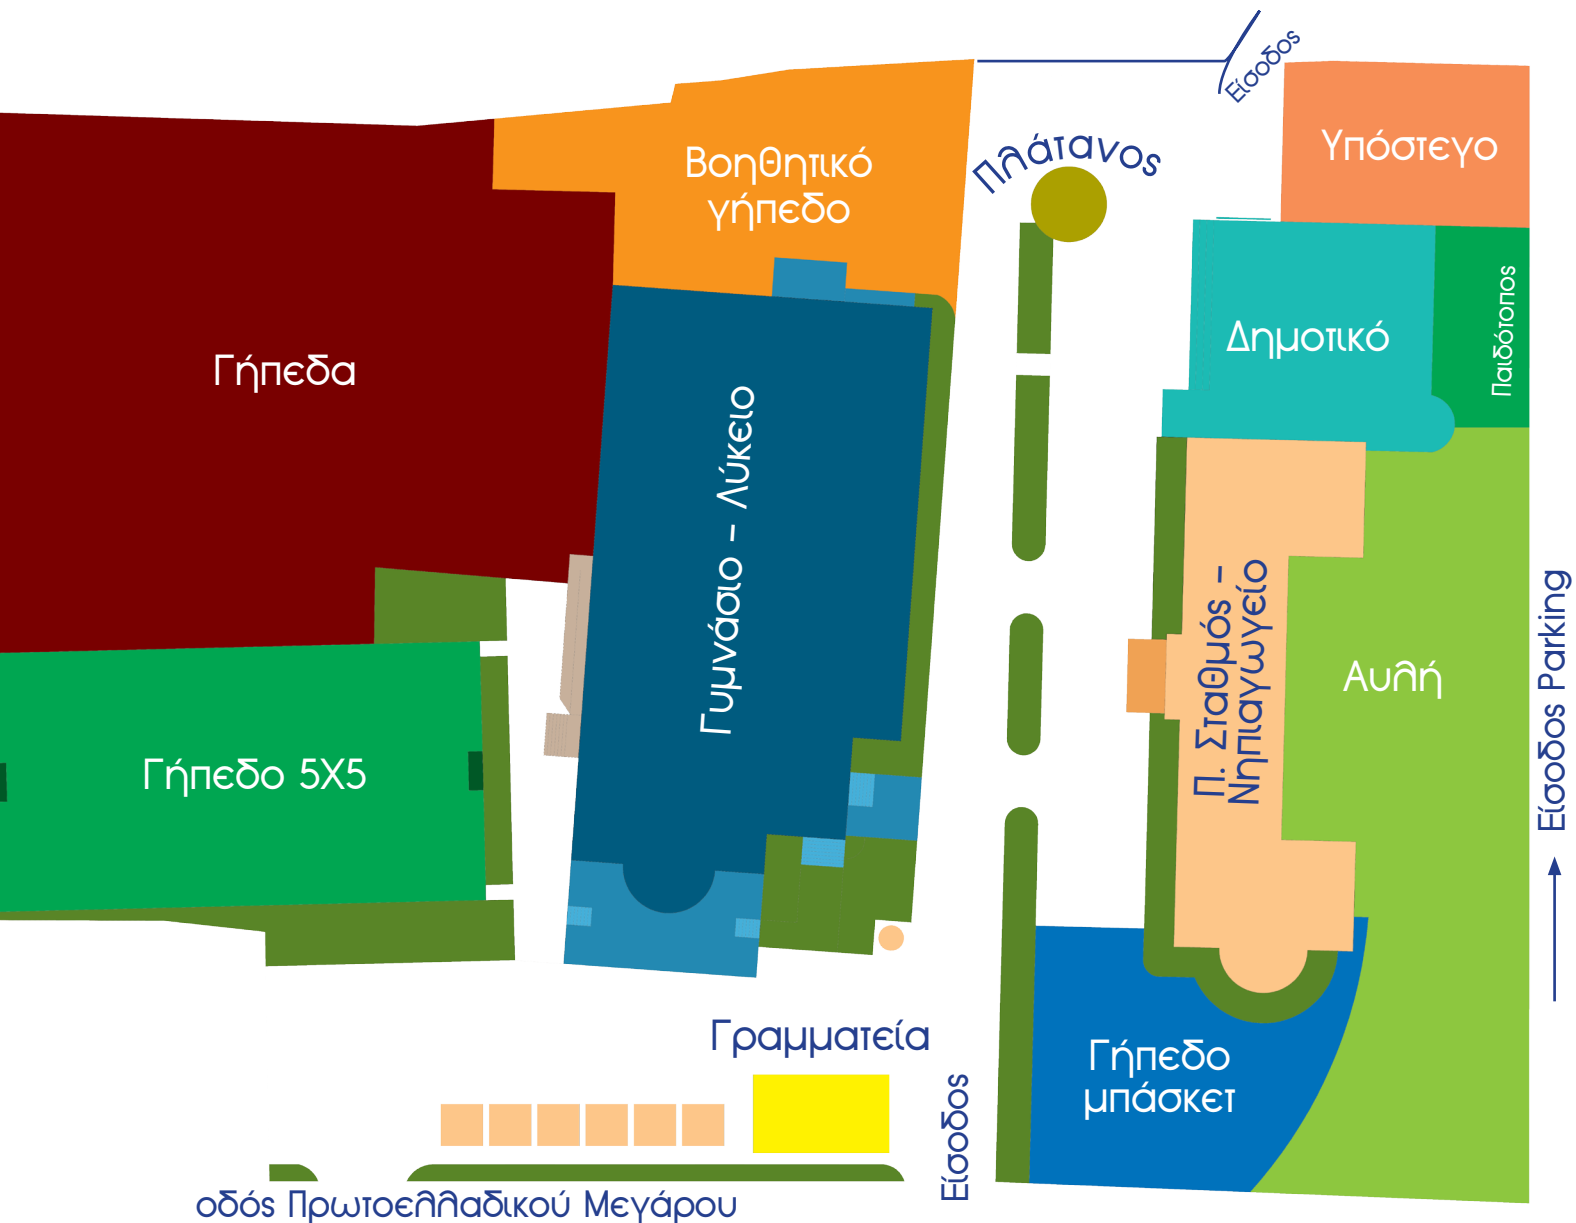 Είσοδος
Υπόστεγο
Βοηθητικό
γήπεδο
Πλάτανος
Δημοτικό
Παιδότοπος
Γήπεδα
Γυμνάσιο - Λύκειο
Π. Σταθμός -
Νηπιαγωγείο
Αυλή
Είσοδος Parking
Γήπεδο 5X5
Γραμματεία
Είσοδος
Γήπεδο
μπάσκετ
οδός Πρωτοελλαδικού Μεγάρου